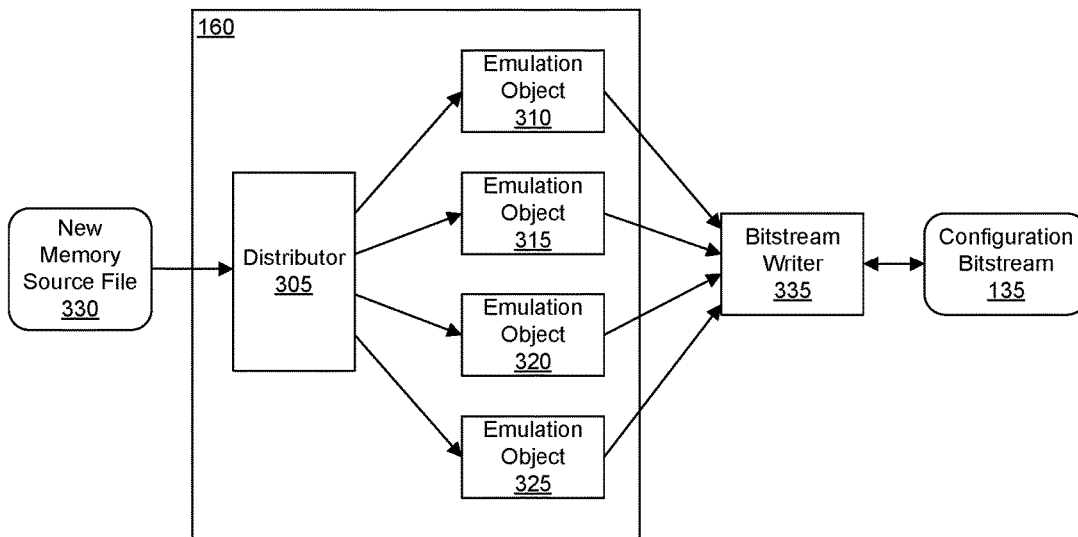 160
Emulation
Object
310
Emulation
Object
315
Emulation
Object
320
Emulation
Object
325
New
Memory
Source File
330
Distributor
305
Bitstream
Writer
335
Configuration
Bitstream
135